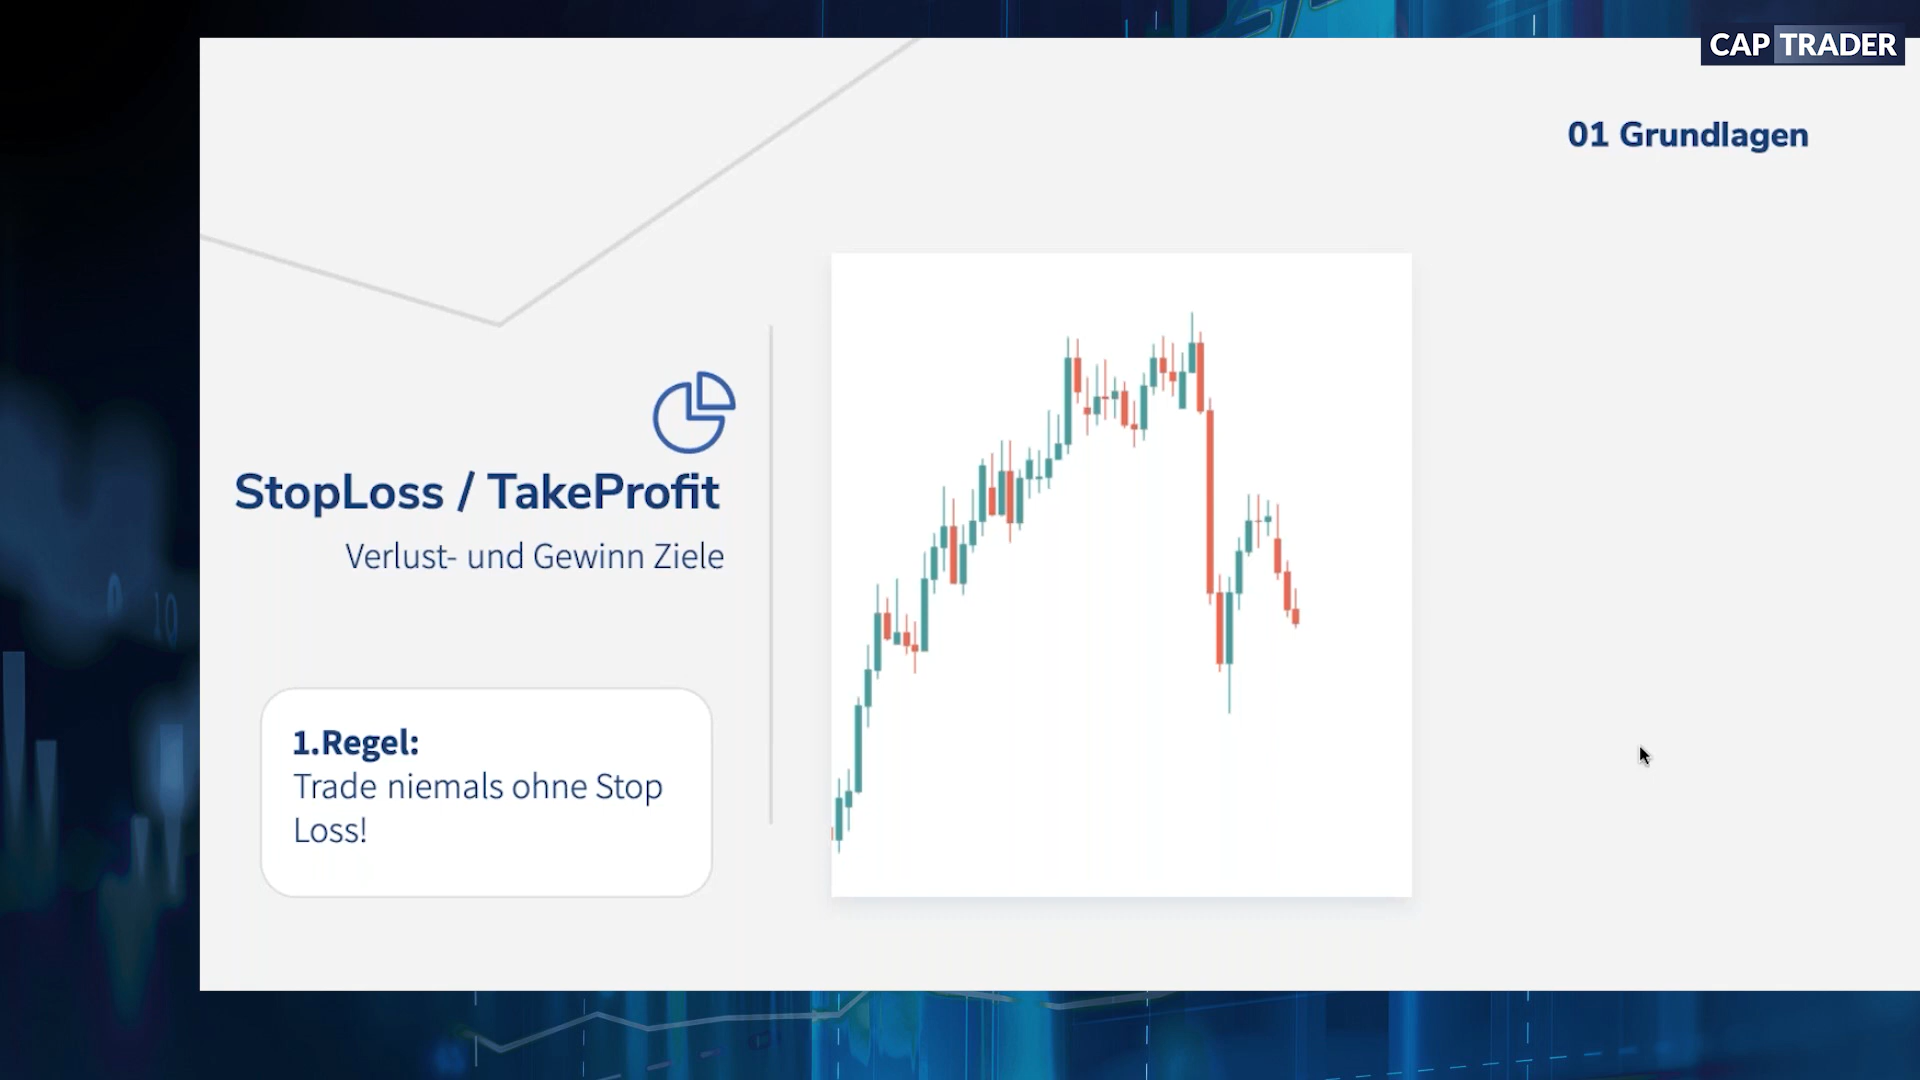 CAP TRADER
01 Grundlagen
StopLoss / TakeProfit
Verlust- und Gewinn Ziele
1.Regel:
Trade niemals ohne Stop
Loss!